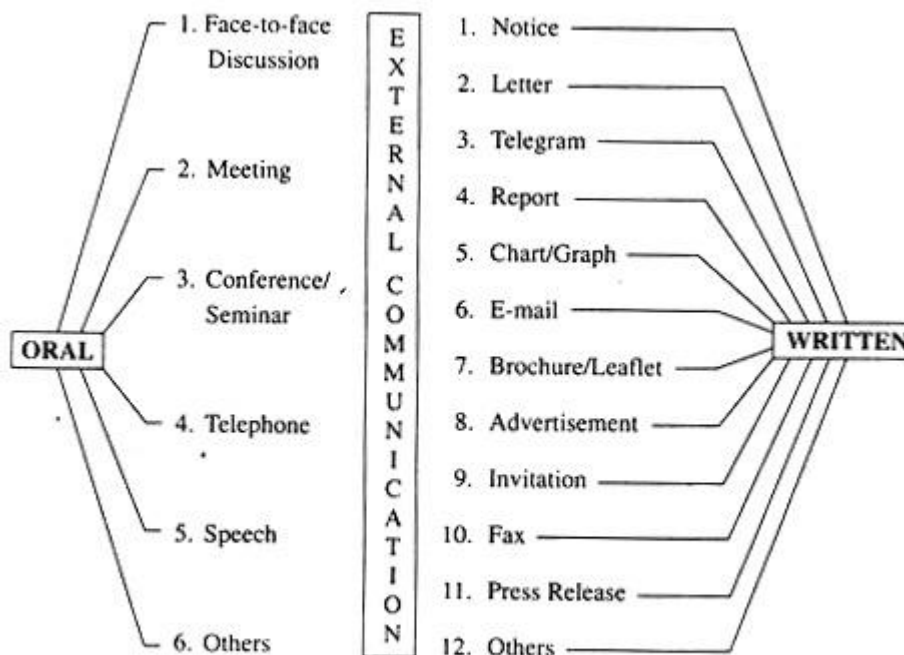 ORAL
1. Face-to-face
Discussion
2. Meeting
3. Conference/
Seminar
4. Telephone
5. Speech
6. Others
EXTERNAL COMMUNICATION
1. Notice
2. Letter
3. Telegram
4. Report
5. Chart/Graph
6. E-mail
7. Brochure/Leaflet
8. Advertisement
9. Invitation
10. Fax
11. Press Release
12. Others
WRITTEN